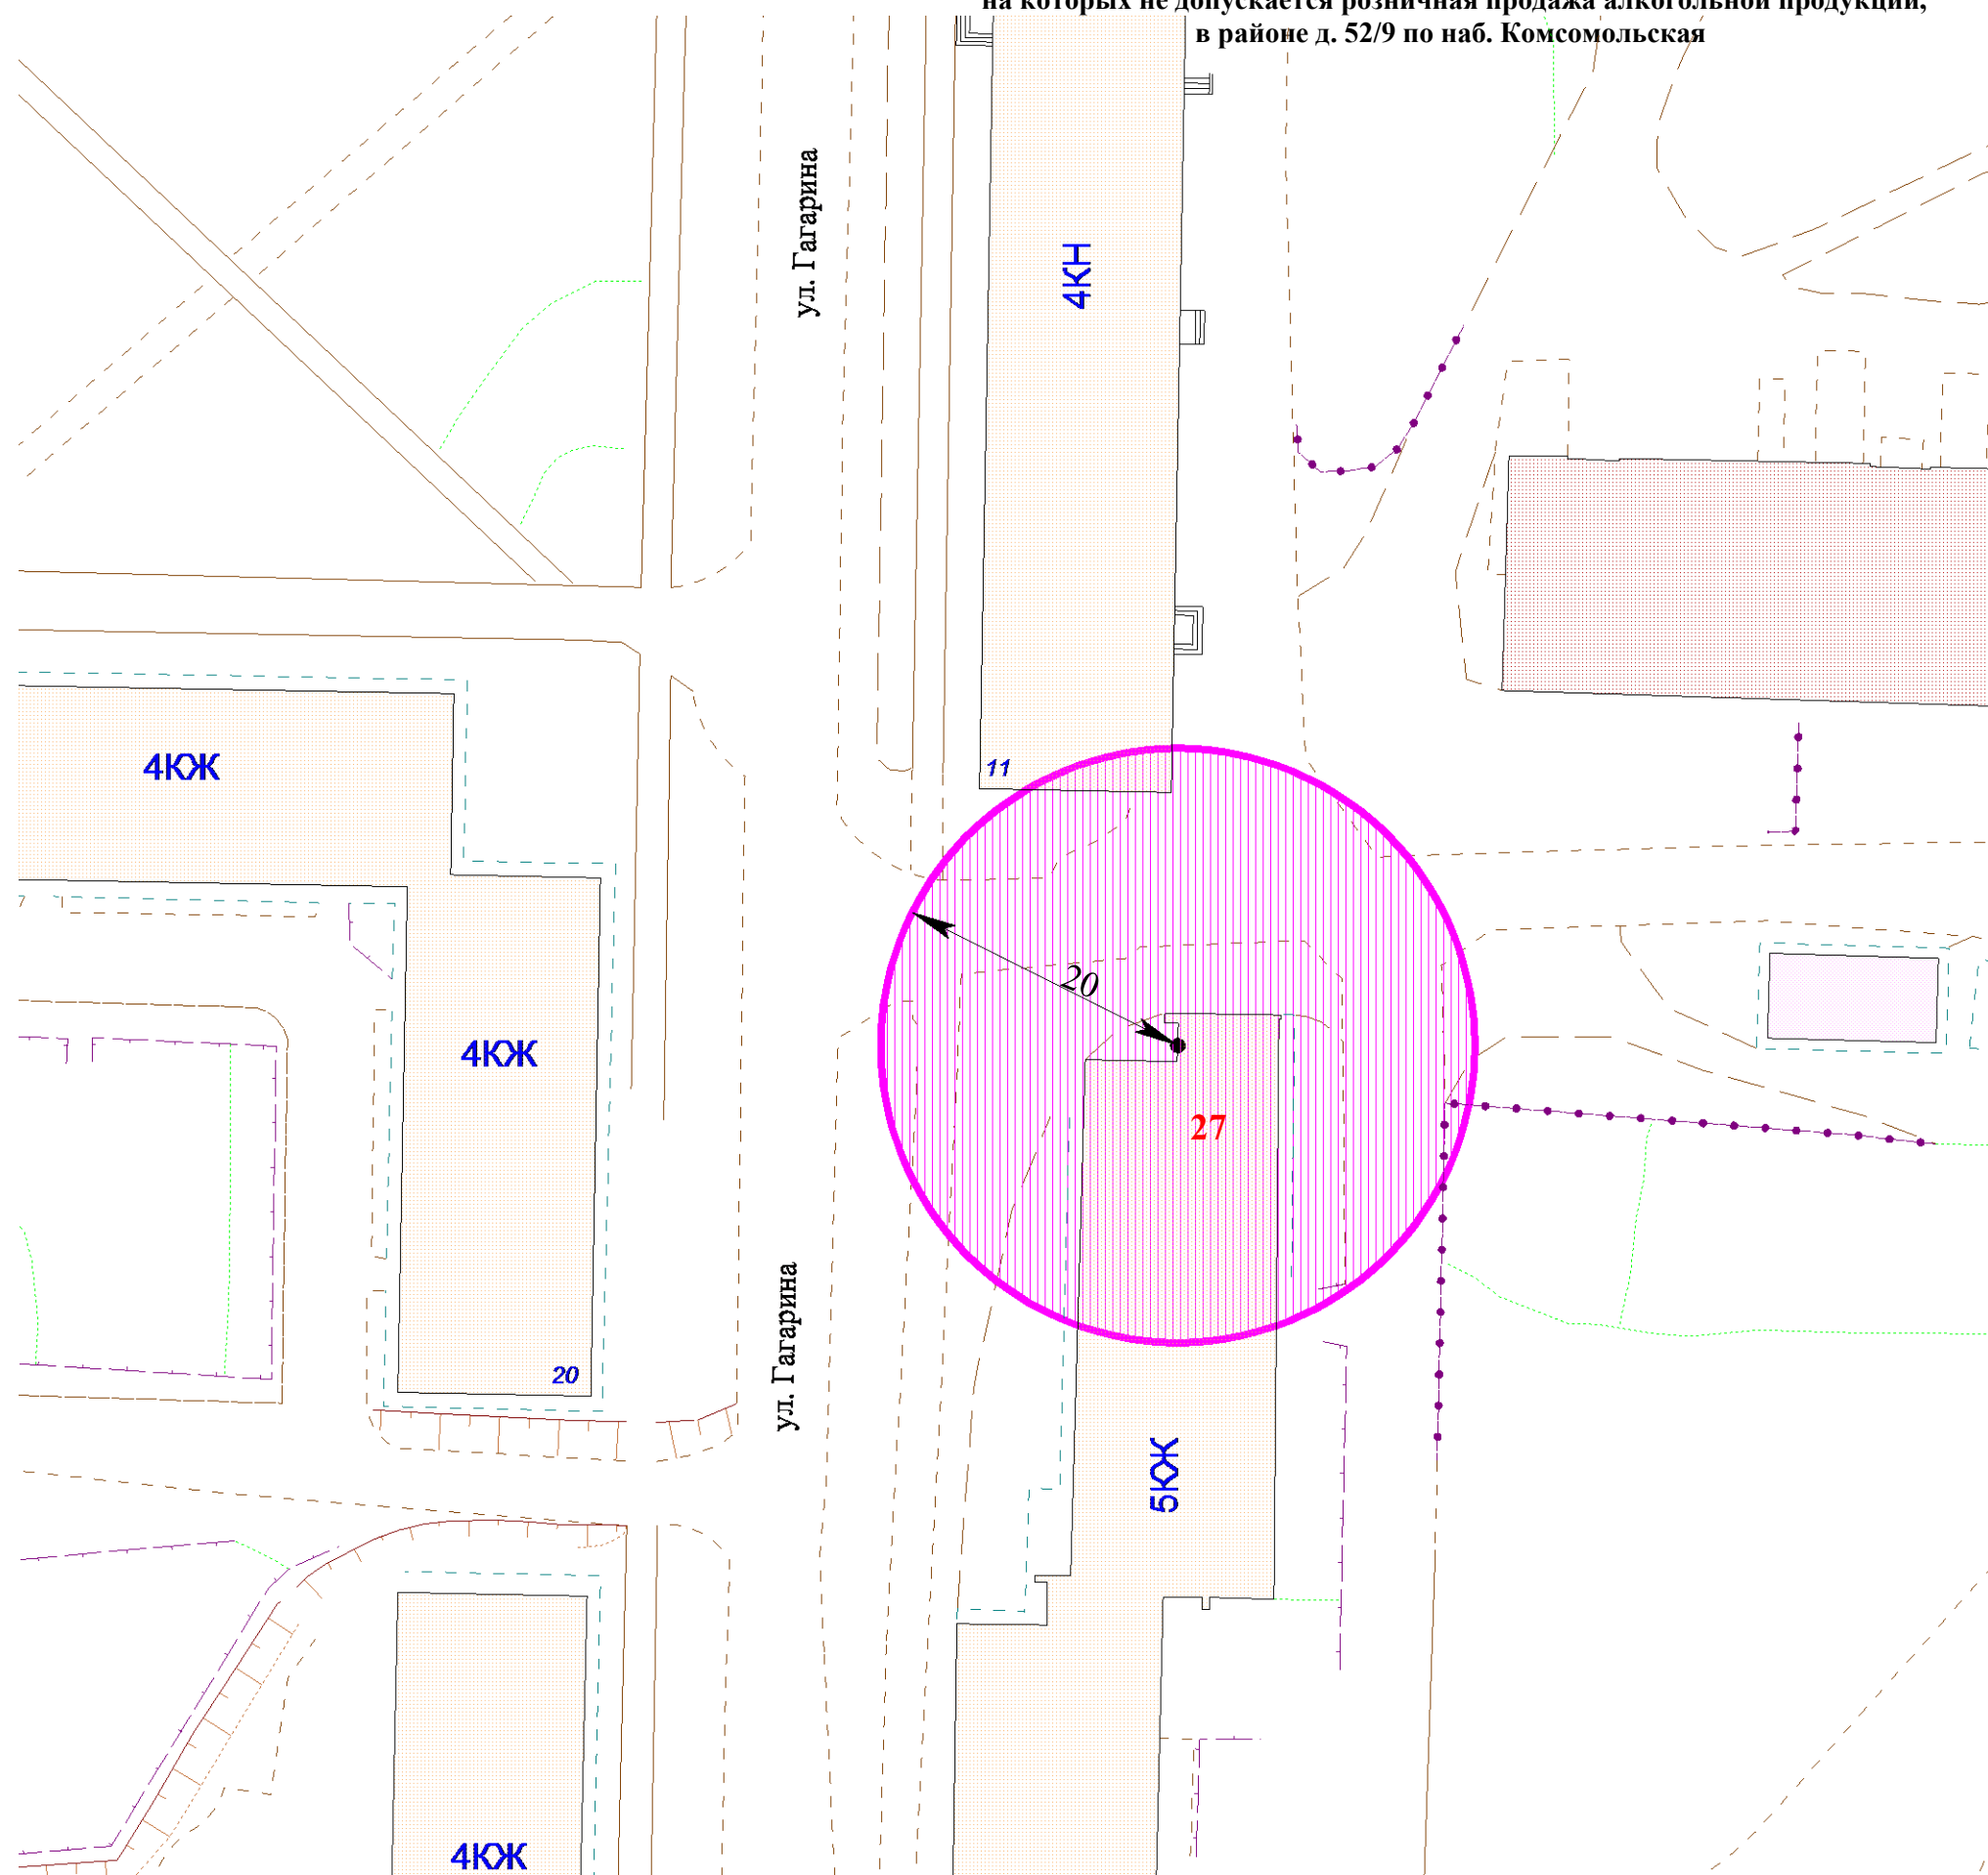 на которых не допускается розничная продажа алкогольной продукции,
в районе д. 52/9 по наб. Комсомольская
ул. Гагарина
4КН
4КЖ
11
20
4КЖ
27
ул. Гагарина
20
5КЖ
4КЖ